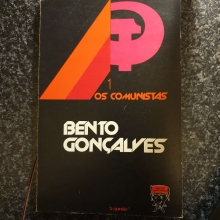 1
OS COMUNISTAS
BENTO
GONÇALVES